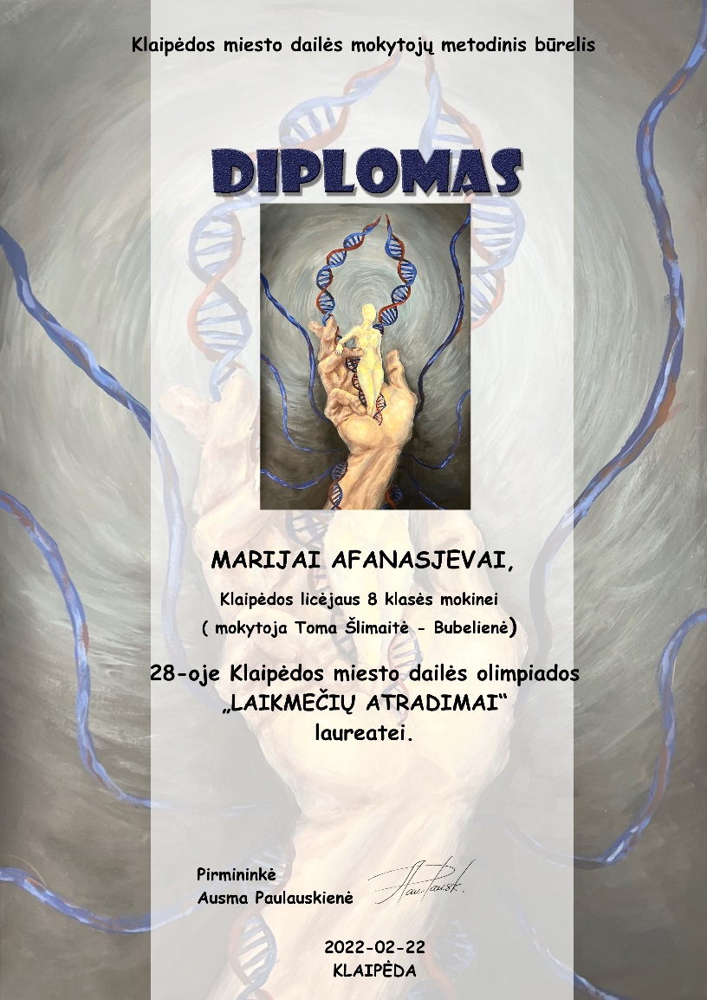 Klaipėdos miesto dailės mokytojų metodinis būrelis
DIPLOMAS
MARIJAI AFANASJEVAI,
Klaipėdos licėjaus 8 klasės mokinei
( mokytoja Toma Šlimaitė - Bubelienė)
28-oje Klaipėdos miesto dailės olimpiados
„LAIKMEČIŲ ATRADIMAI“
laureatei.
Pirmininkė
Ausma Paulauskienė
2022-02-22
KLAIPĖDA